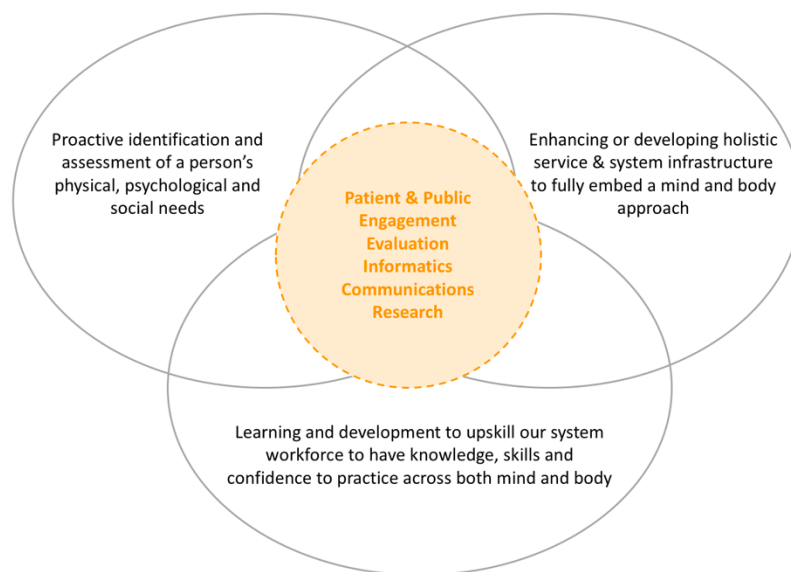 Proactive identification and
assessment of a person's
physical, psychological and
social needs
Enhancing or developing holistic
service & system infrastructure
to fully embed a mind and body
approach
Patient & Public
Engagement
Evaluation
Informatics
Communications
Research
Learning and development to upskill our system
workforce to have knowledge, skills and
confidence to practice across both mind and body